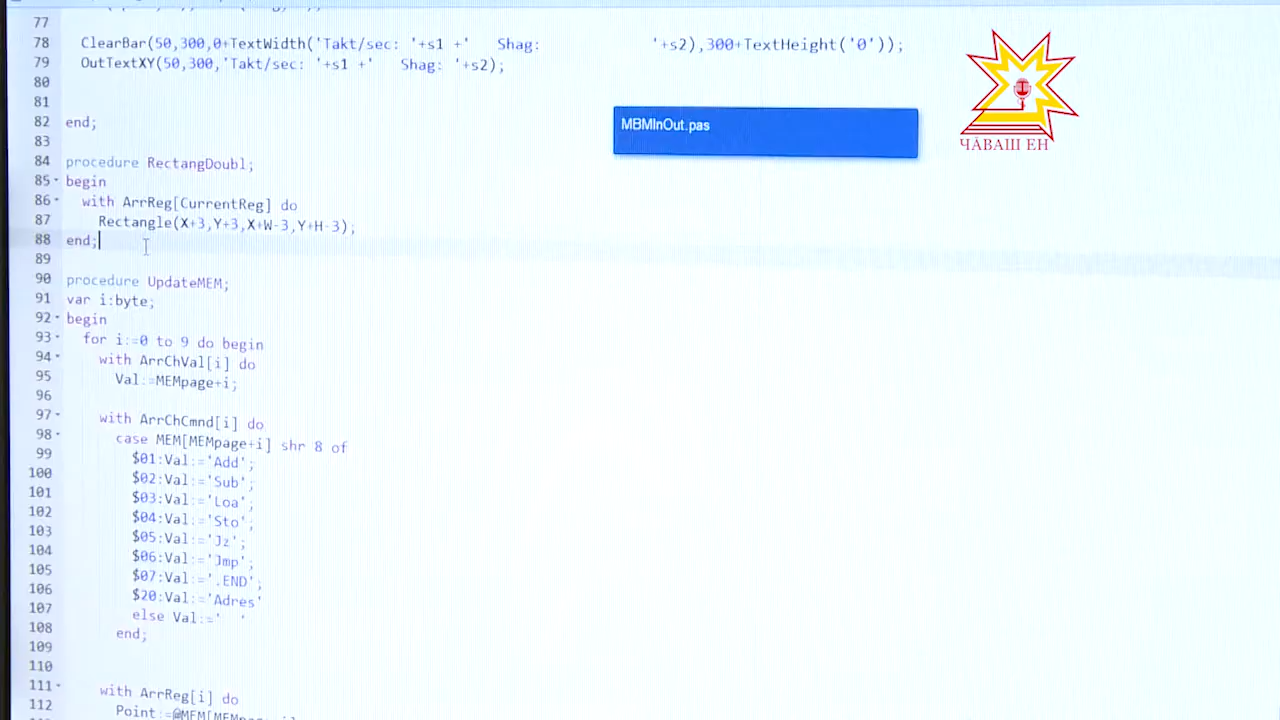 77
78 ClearBar(50,300,0+TextWidth('Takt/sec: '+s1 +' Shag: '+s2),300+TextHeight('0'));
79 OutTextXY(50,300,'Takt/sec: '+s1 +' Shag: '+s2);
80
81
82 end;
83
84 procedure RectangDoubl;
85 begin
86 with ArrReg[CurrentReg] do
87 Rectangle(X+3,Y+3,X+W-3,Y+H-3);
88 end;
89
90 procedure UpdateMEM;
91 var i:byte;
92 begin
93 for i:=0 to 9 do begin
94 with ArrChVal[i] do
95 Val:=MEMpage+i;
96
97 with ArrChCmnd[i] do
98 case MEM[MEMpage+i] shr 8 of
99 $01:Val:='Add';
100 $02:Val:='Sub';
101 $03:Val:='Loa';
102 $04:Val:='Sto';
103 $05:Val:='Jz';
104 $06:Val:='Jmp';
105 $07:Val:='.END';
106 $20:Val:='Adres'
107 else Val:=' '
108 end;
109
110
111 with ArrReg[i] do
112 Point:=@MEM[MEMpage+i];
MBMInOut.pas
ЧӐВАШ ЕН